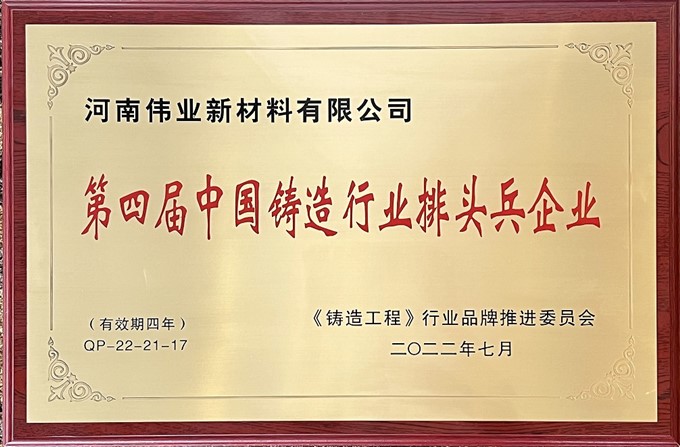 河南伟业新材料有限公司
第四届中国铸造行业排头兵企业
(有效期四年)
QP-22-21-17
《铸造工程》行业品牌推进委员会
二〇二二年七月